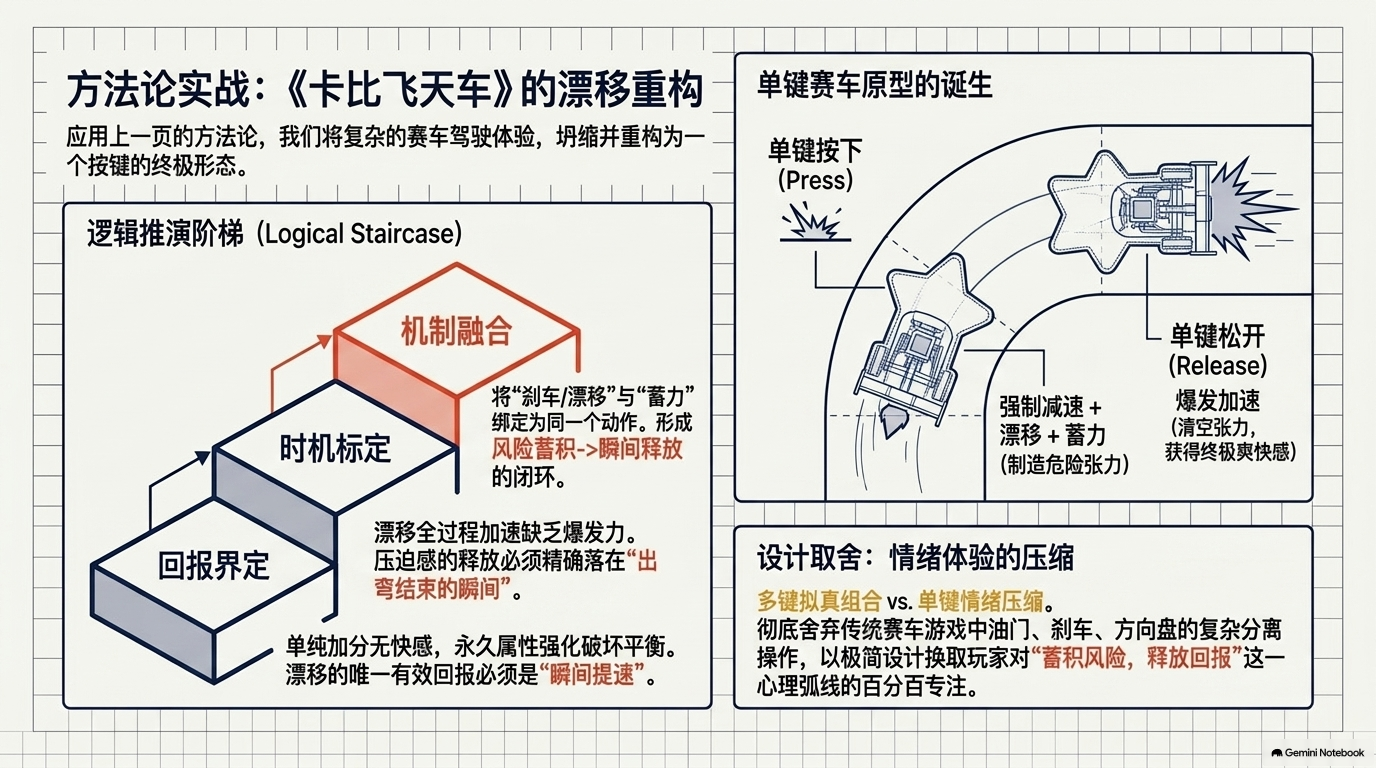 方法论实战：《卡比飞天车》的漂移重构
应用上一页的方法论，我们将复杂的赛车驾驶体验，坍缩并重构为一
个按键的终极形态。
逻辑推演阶梯（Logical Staircase）
机制融合
将“刹车/漂移”与“蓄力”
绑定为同一个动作。形成
风险蓄积->瞬间释放
的闭环。
时机标定
漂移全过程加速缺乏爆发力。
压迫感的释放必须精确落在“出
弯结束的瞬间”。
回报界定
单纯加分无快感，永久属性强化破坏平衡。
漂移的唯一有效回报必须是“瞬间提速”。
单键赛车原型的诞生
单键按下
(Press)
强制减速 +
漂移 + 蓄力
(制造危险张力)
单键松开
(Release)
爆发加速
(清空张力，
获得终极爽快感)
设计取舍：情绪体验的压缩
多键拟真组合 vs. 单键情绪压缩。
彻底舍弃传统赛车游戏中油门、刹车、方向盘的复杂分离
操作，以极简设计换取玩家对“蓄积风险，释放回报”这一
心理弧线的百分百专注。
Gemini Notebook